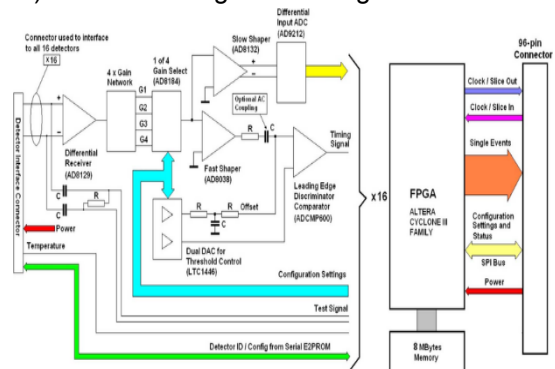 Connector used to interface
to all 16 detectors
x16
Detector Interface Connector
+
−
Differential
Receiver
(AD8129)
4 x Gain
Network
G1
G2
G3
G4
1 of 4
Gain Select
(AD8184)
Slow Shaper
(AD8132)
Differential
Input ADC
(AD9212)
Optional AC
Coupling
R
C
Fast Shaper
(AD8038)
Timing
Signal
Leading Edge
Discriminator
Comparator
(ADCMP600)
C
R
C
R
R
Offset
C
Dual DAC for
Threshold Control
(LTC1446)
Power
Temperature
Configuration Settings
Test Signal
Detector ID / Config from Serial E2PROM
x16
FPGA
ALTERA
CYCLONE III
FAMILY
8 MBytes
Memory
96-pin
Connector
Clock / Slice Out
Clock / Slice In
Single Events
Configuration
Settings and
Status
SPI Bus
Power